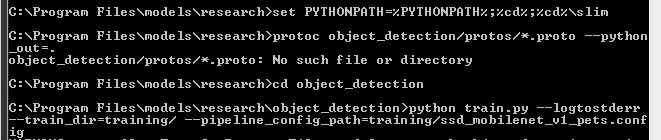 C:\Program Files\models\research>set PYTHONPATH=%PYTHONPATH%;%cd%;%cd%\slim
C:\Program Files\models\research>protoc object_detection/protos/*.proto --python
_out=.
object_detection/protos/*.proto: No such file or directory
C:\Program Files\models\research>cd object_detection
C:\Program Files\models\research\object_detection>python train.py --logtostderr
--train_dir=training/ --pipeline_config_path=training/ssd_mobilenet_v1_pets.conf
ig